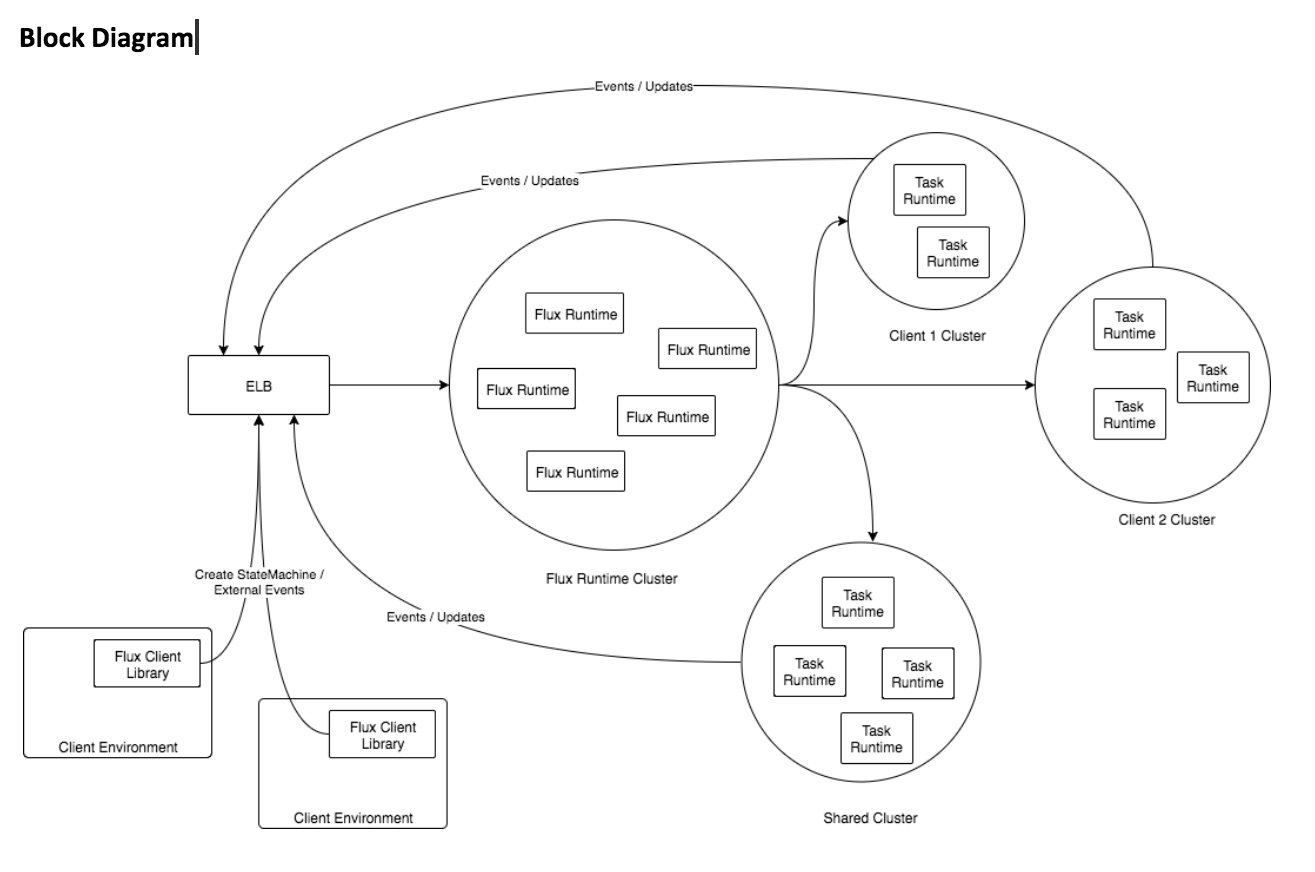 Block Diagram
Events / Updates
Events / Updates
Task
Runtime
Task
Runtime
Client 1 Cluster
Flux Runtime
Flux Runtime
Flux Runtime
Flux Runtime
Flux Runtime
Flux Runtime Cluster
ELB
Task
Runtime
Task
Runtime
Task
Runtime
Client 2 Cluster
Create StateMachine /
External Events
Events / Updates
Task
Runtime
Task
Runtime
Task
Runtime
Task
Runtime
Shared Cluster
Flux Client
Library
Client Environment
Flux Client
Library
Client Environment